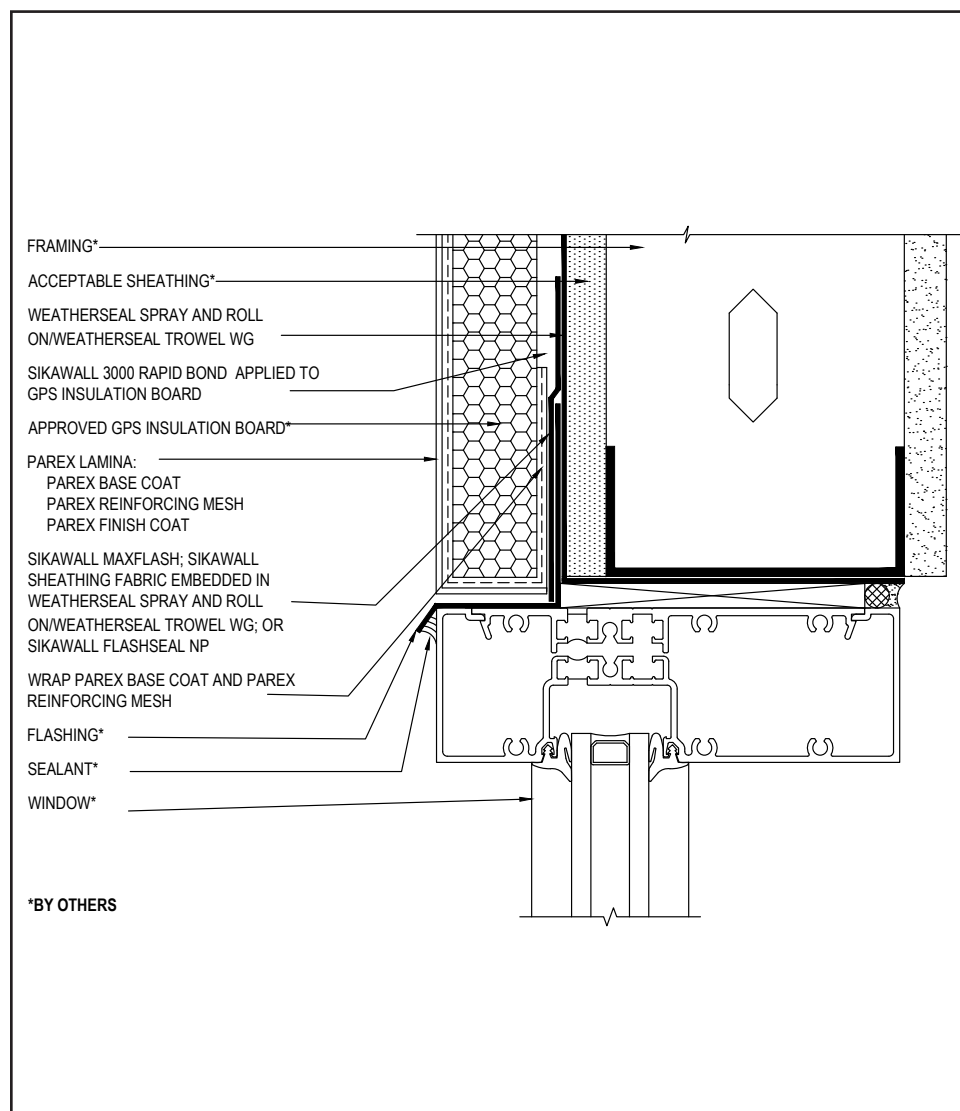 FRAMING*
ACCEPTABLE SHEATHING*
WEATHERSEAL SPRAY AND ROLL
ON/WEATHERSEAL TROWEL WG
SIKAWALL 3000 RAPID BOND APPLIED TO
GPS INSULATION BOARD
APPROVED GPS INSULATION BOARD*
PAREX LAMINA:
PAREX BASE COAT
PAREX REINFORCING MESH
PAREX FINISH COAT
SIKAWALL MAXFLASH; SIKAWALL
SHEATHING FABRIC EMBEDDED IN
WEATHERSEAL SPRAY AND ROLL
ON/WEATHERSEAL TROWEL WG; OR
SIKAWALL FLASHSEAL NP
WRAP PAREX BASE COAT AND PAREX
REINFORCING MESH
FLASHING*
SEALANT*
WINDOW*
*BY OTHERS